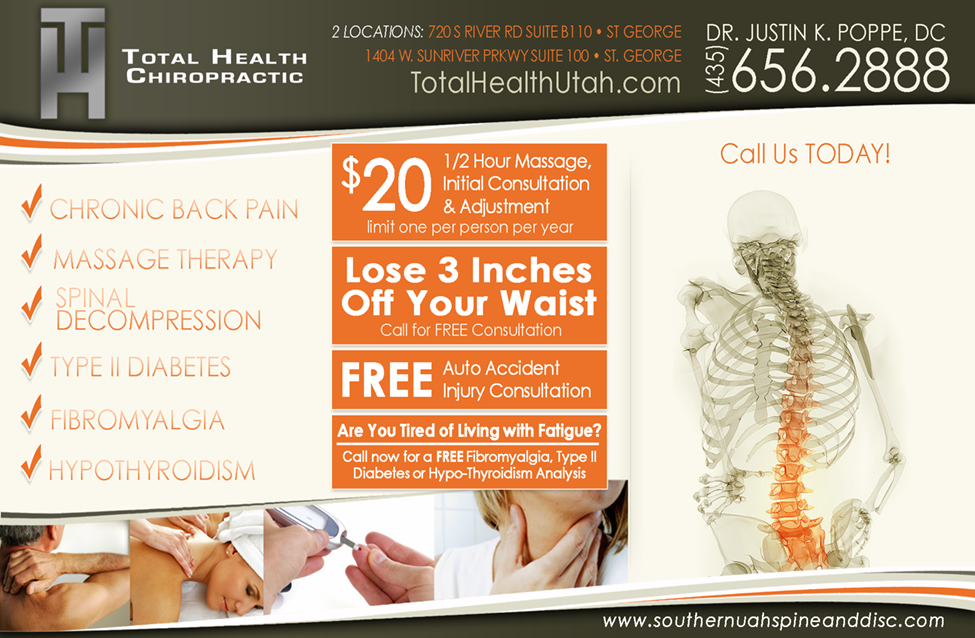 TH
TOTAL HEALTH
CHIROPRACTIC
2 LOCATIONS: 720 S RIVER RD SUITE B110 • ST GEORGE
1404 W. SUNRIVER PRKWY SUITE 100 • ST. GEORGE
TotalHealthUtah.com
DR. JUSTIN K. POPPE, DC
(435) 656.2888
CHRONIC BACK PAIN
MASSAGE THERAPY
SPINAL
DECOMPRESSION
TYPE II DIABETES
FIBROMYALGIA
HYPOTHYROIDISM
$20
1/2 Hour Massage,
Initial Consultation
& Adjustment
limit one per person per year
Lose 3 Inches
Off Your Waist
Call for FREE Consultation
FREE
Auto Accident
Injury Consultation
Are You Tired of Living with Fatigue?
Call now for a FREE Fibromyalgia, Type II
Diabetes or Hypo-Thyroidism Analysis
Call Us TODAY!
www.southernuahspineanddisc.com